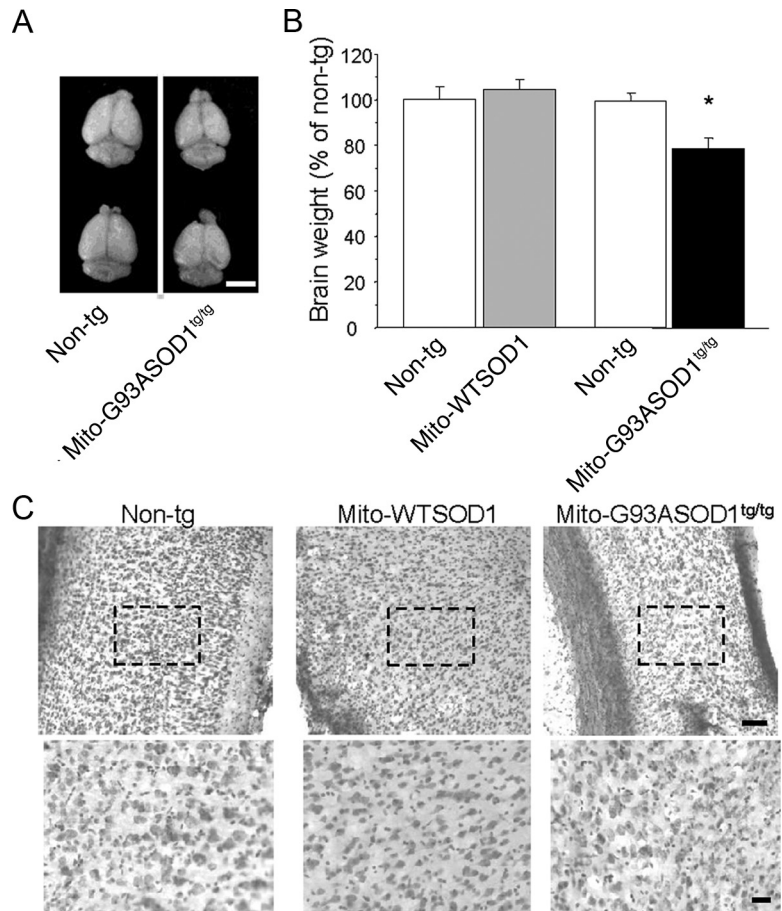 A
Non-tg
Mito-G93ASOD1tg/tg
B
Brain weight (% of non-tg)
120
100
80
60
40
20
0
*
Non-tg
Mito-WTSOD1
Non-tg
Mito-G93ASOD1tg/tg
C
Non-tg
Mito-WTSOD1
Mito-G93ASOD1tg/tg